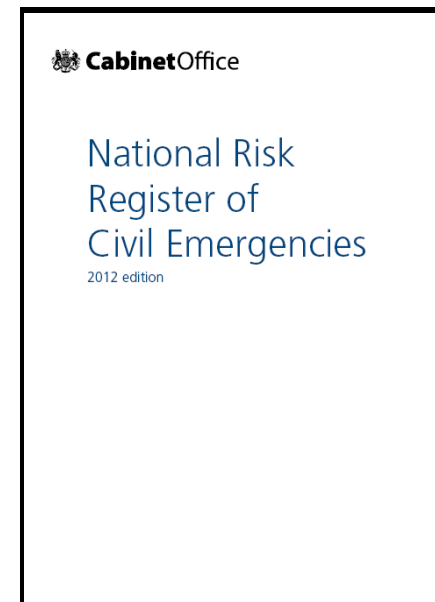 CabinetOffice
National Risk
Register of
Civil Emergencies
2012 edition